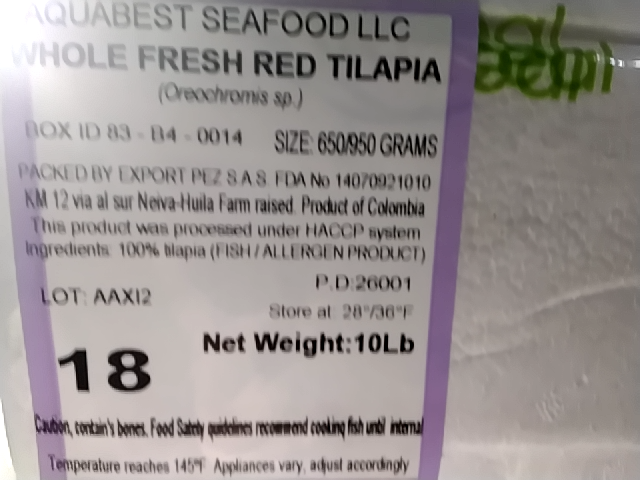 AQUABEST SEAFOOD LLC
WHOLE FRESH RED TILAPIA
(Oreochromis sp.)
BOX ID 83 - B4 - 0014 SIZE: 650/950 GRAMS
PACKED BY EXPORT PEZ S.A.S. FDA No 14070921010
KM 12 via al sur Neiva-Huila Farm raised. Product of Colombia
This product was processed under HACCP system
Ingredients: 100% tilapia (FISH / ALLERGEN PRODUCT)
P.D:26001
LOT: AAXI2
Store at 28°/36°F
Net Weight:10Lb
18
Caution, contain's bones. Food Safety guidelines recommend cooking fish until internal
Temperature reaches 145°F Appliances vary, adjust accordingly